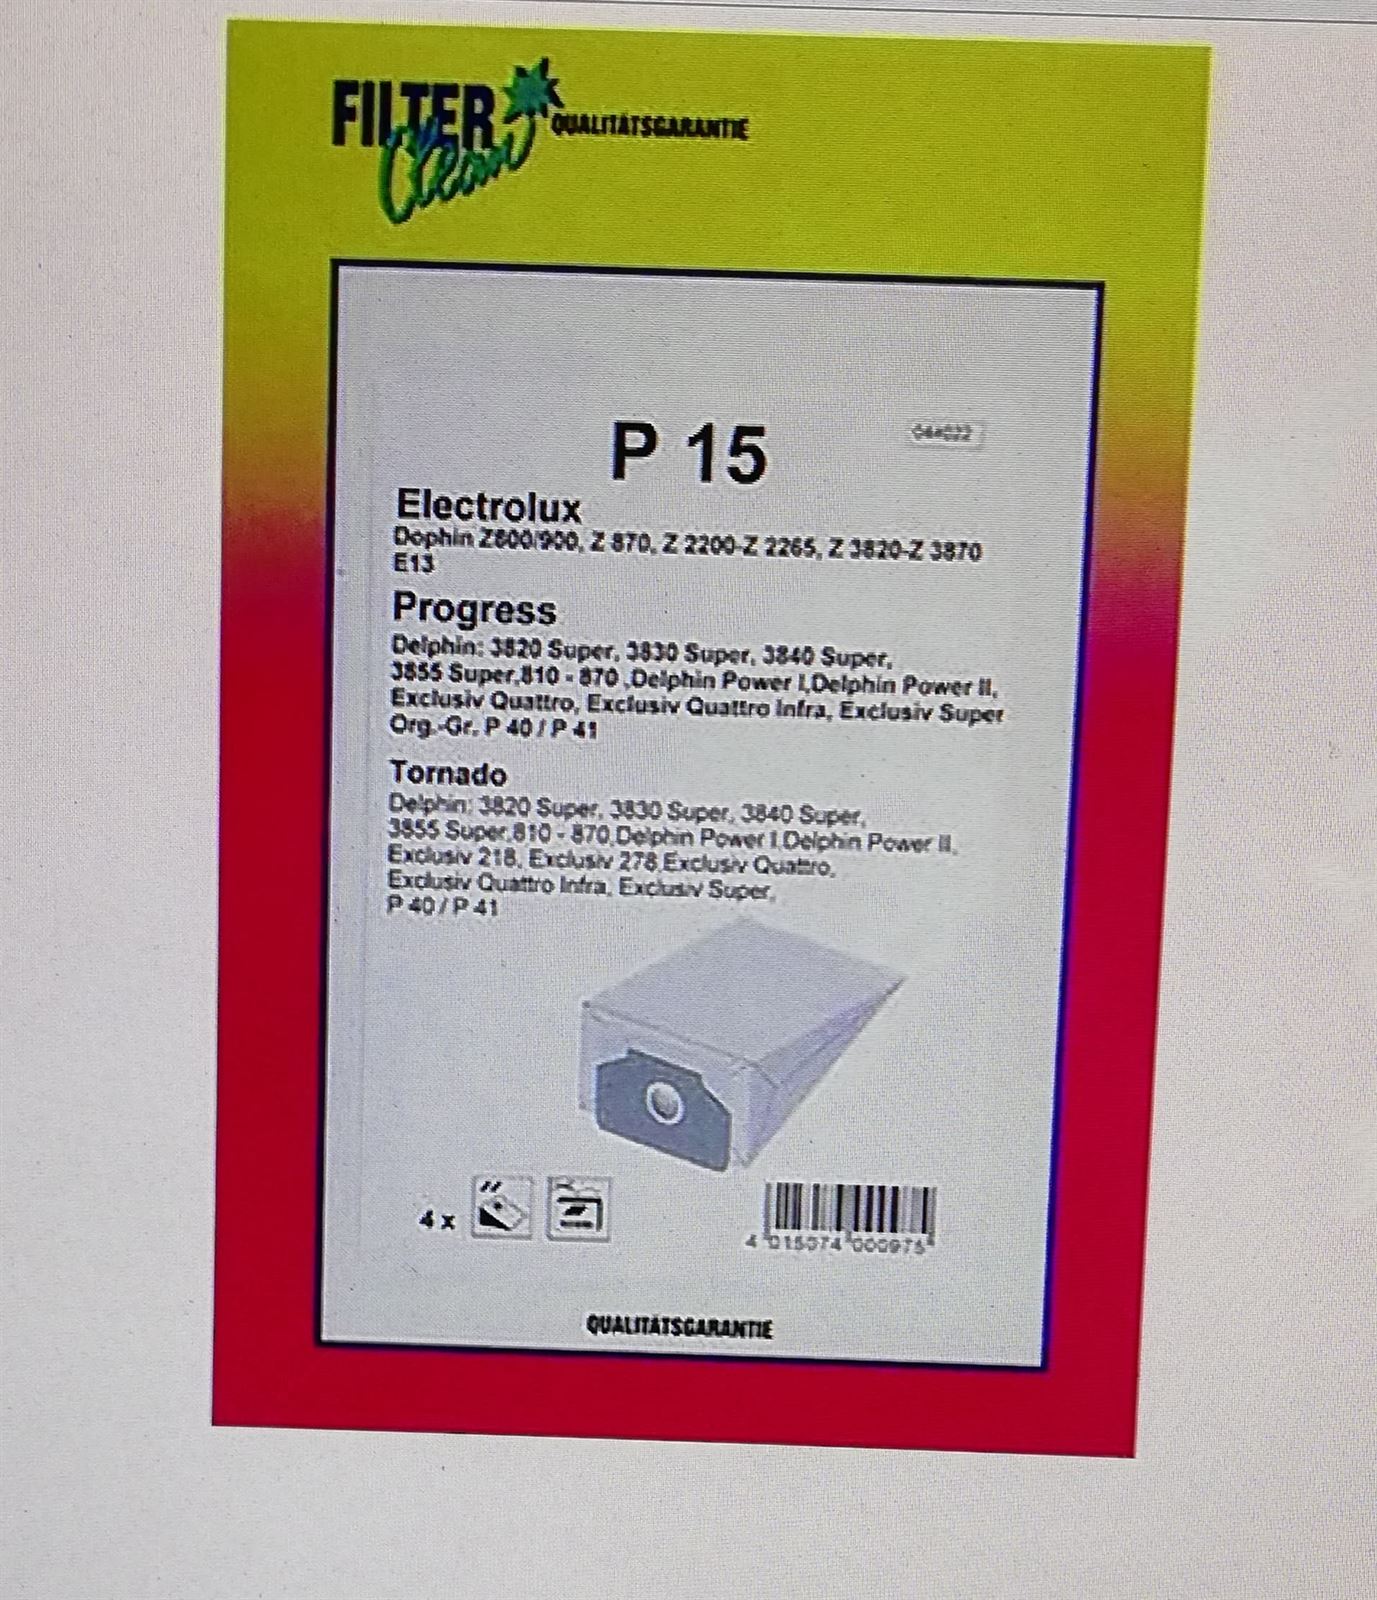 FILTER
Clean
QUALITÄTSGARANTIE
P 15
Electrolux
Dophin Z800/900, Z 870, Z 2200-Z 2265, Z 3820-Z 3870
E13
Progress
Delphin: 3820 Super, 3830 Super, 3840 Super,
3855 Super,810 - 870 ,Delphin Power I,Delphin Power II,
Exclusiv Quattro, Exclusiv Quattro Infra, Exclusiv Super
Org.-Gr. P 40 / P 41
Tornado
Delphin: 3820 Super, 3830 Super, 3840 Super,
3855 Super,810 - 870,Delphin Power I,Delphin Power II,
Exclusiv 218, Exclusiv 278,Exclusiv Quattro,
Exclusiv Quattro Infra, Exclusiv Super,
P 40 / P 41
4 x
4 015074 000975
QUALITÄTSGARANTIE